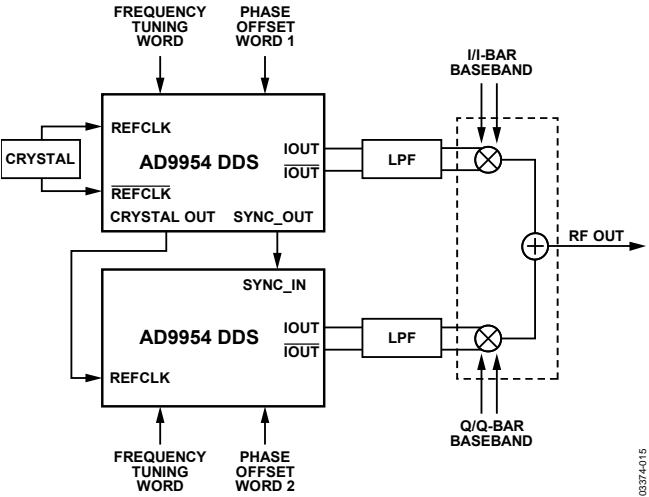 FREQUENCY
TUNING
WORD
PHASE
OFFSET
WORD 1
I/I-BAR
BASEBAND
CRYSTAL
REFCLK
AD9954 DDS
REFCLK
CRYSTAL OUT
SYNC_OUT
IOUT
IOUT
LPF
RF OUT
SYNC_IN
AD9954 DDS
IOUT
IOUT
LPF
REFCLK
FREQUENCY
TUNING
WORD
PHASE
OFFSET
WORD 2
Q/Q-BAR
BASEBAND
03374-015